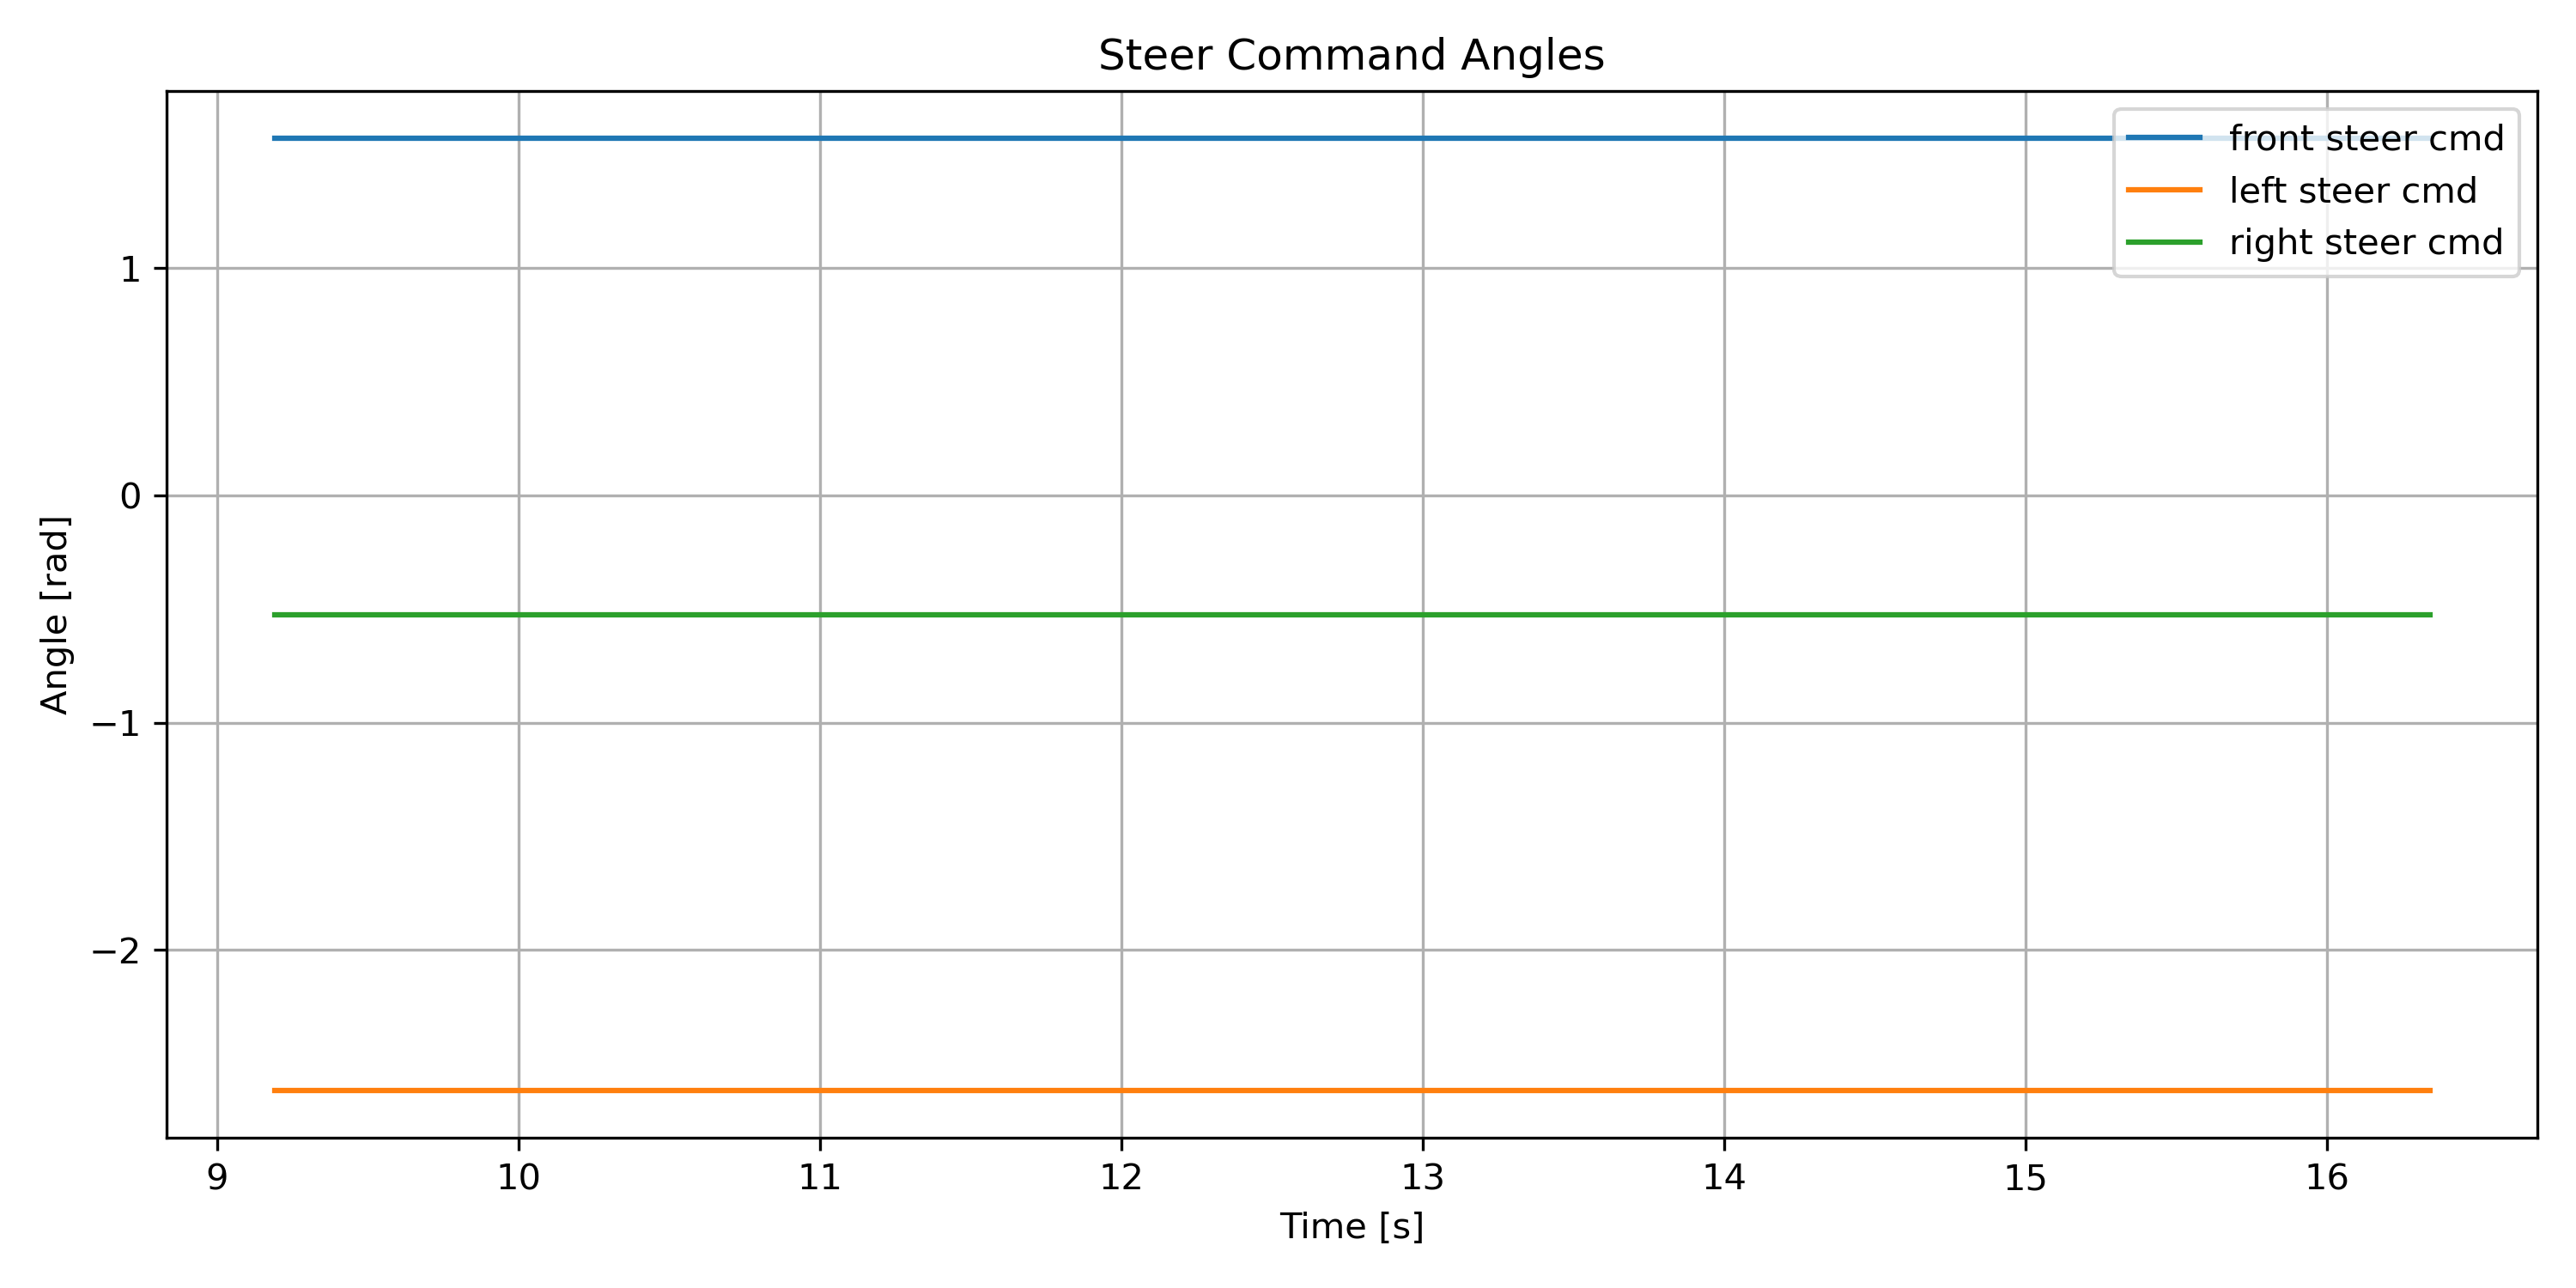 Steer Command Angles
front steer cmd
left steer cmd
right steer cmd
1
0
−1
−2
Angle [rad]
9 10 11 12 13 14 15 16
Time [s]